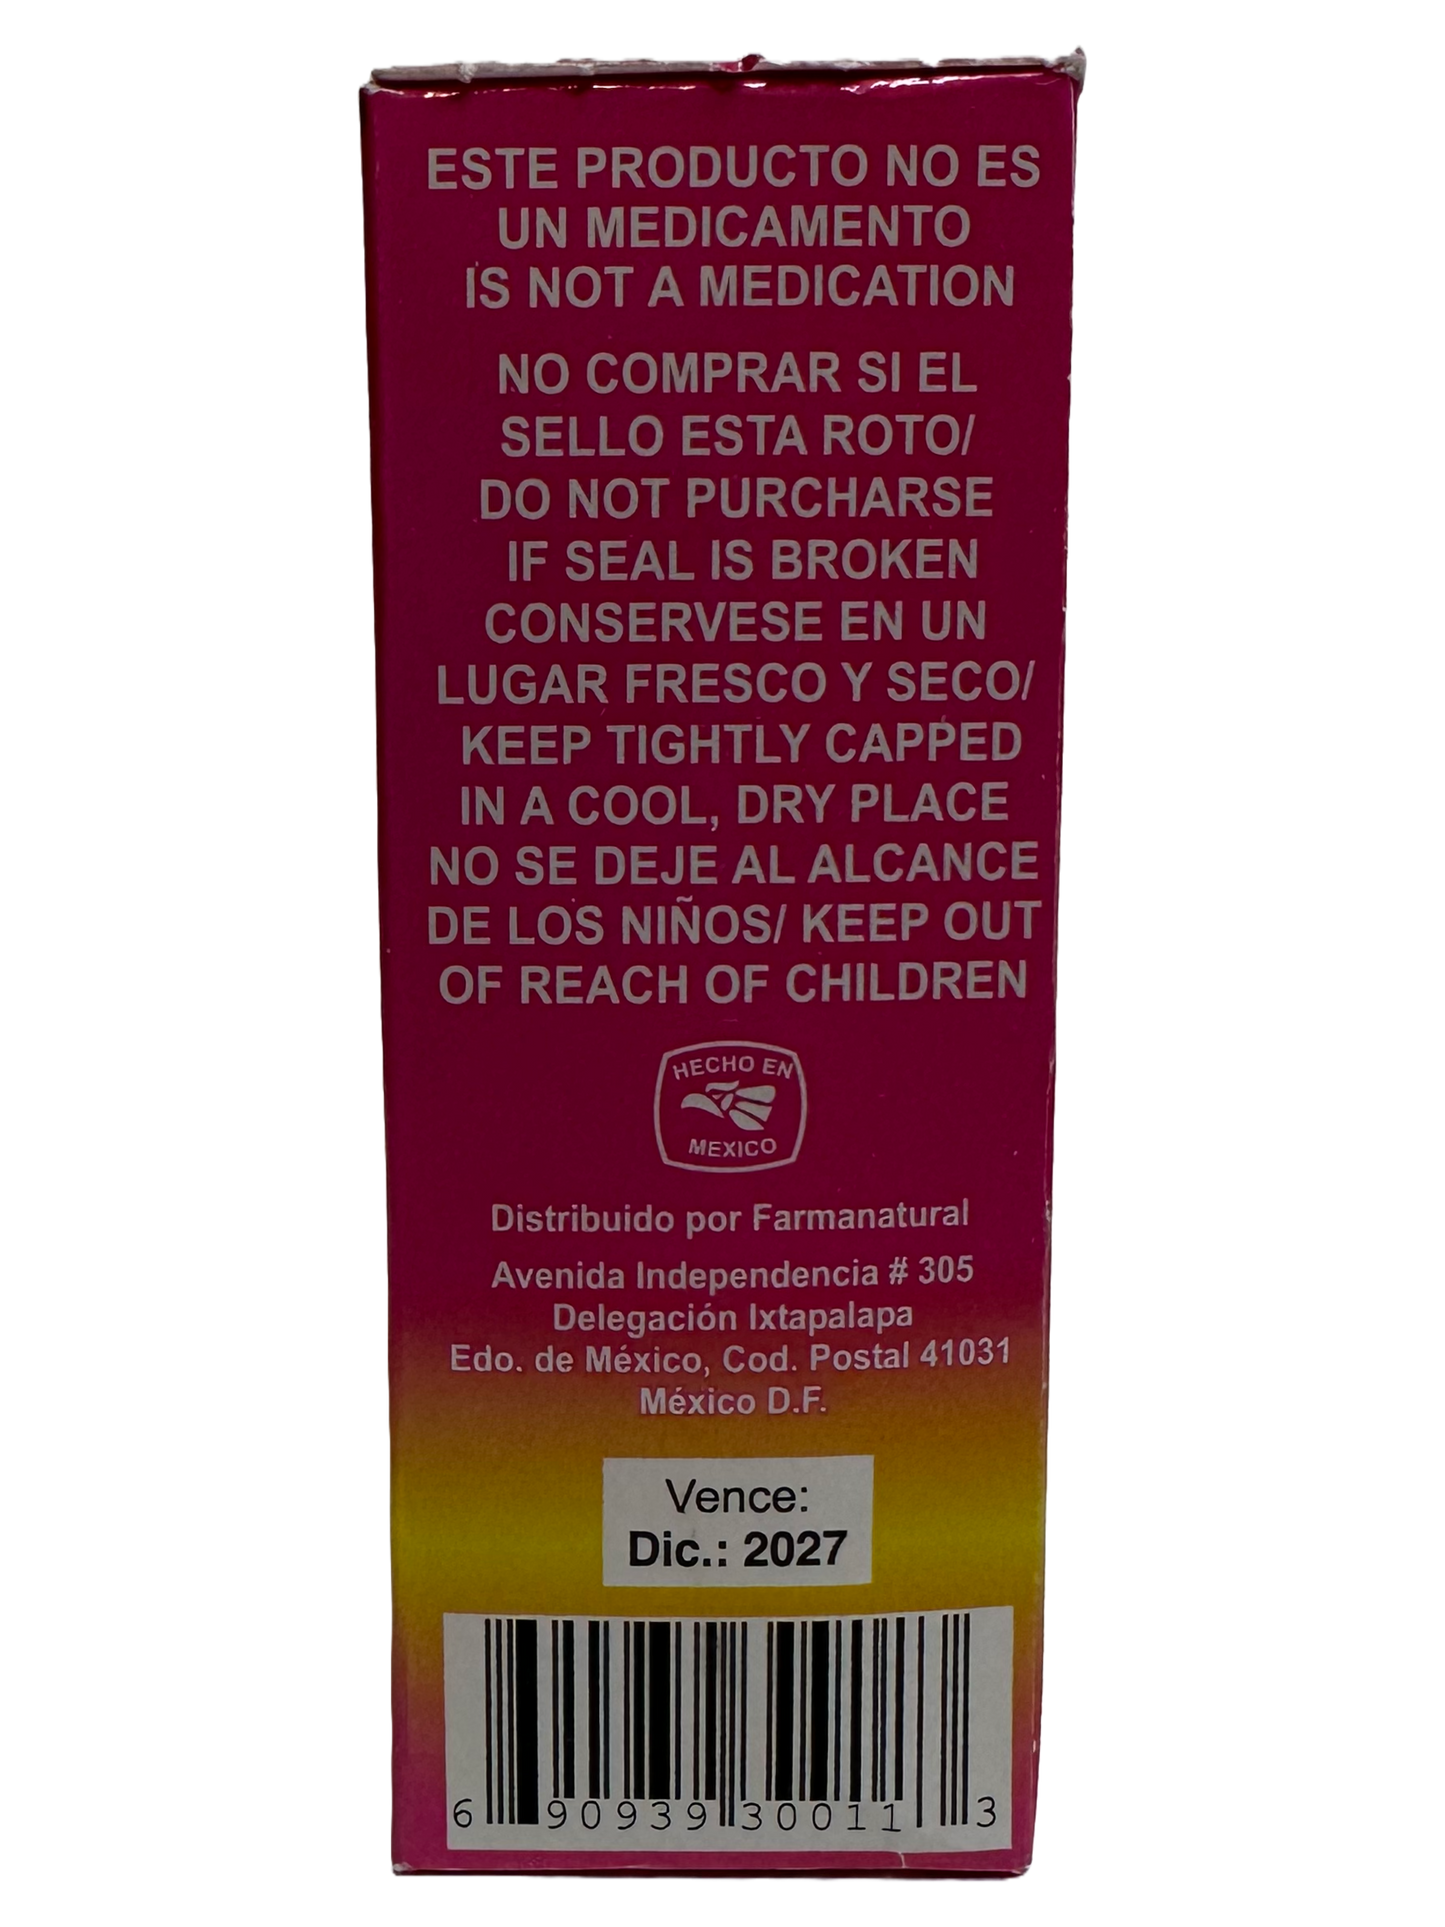 ESTE PRODUCTO NO ES
UN MEDICAMENTO
IS NOT A MEDICATION
NO COMPRAR SI EL
SELLO ESTA ROTO/
DO NOT PURCHARSE
IF SEAL IS BROKEN
CONSERVESE EN UN
LUGAR FRESCO Y SECO/
KEEP TIGHTLY CAPPED
IN A COOL, DRY PLACE
NO SE DEJE AL ALCANCE
DE LOS NIÑOS/ KEEP OUT
OF REACH OF CHILDREN
HECHO EN
MEXICO
Distribuido por Farmanatural
Avenida Independencia # 305
Delegación Ixtapalapa
Edo. de México, Cod. Postal 41031
México D.F.
Vence:
Dic.: 2027
6 90939 30011 3